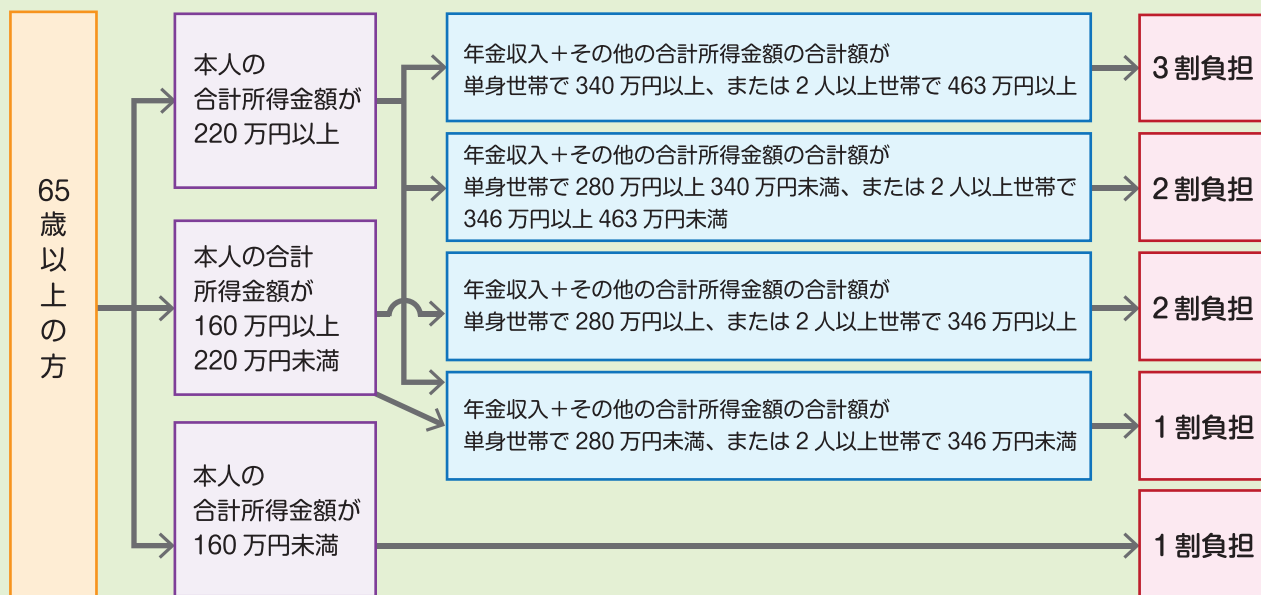 65歳以上の方
本人の
合計所得金額が
220万円以上
年金収入＋その他の合計所得金額の合計額が
単身世帯で340万円以上、または2人以上世帯で463万円以上
3割負担
年金収入＋その他の合計所得金額の合計額が
単身世帯で280万円以上340万円未満、または2人以上世帯で
346万円以上463万円未満
2割負担
本人の合計
所得金額が
160万円以上
220万円未満
年金収入＋その他の合計所得金額の合計額が
単身世帯で280万円以上、または2人以上世帯で346万円以上
2割負担
年金収入＋その他の合計所得金額の合計額が
単身世帯で280万円未満、または2人以上世帯で346万円未満
1割負担
本人の
合計所得金額が
160万円未満
1割負担